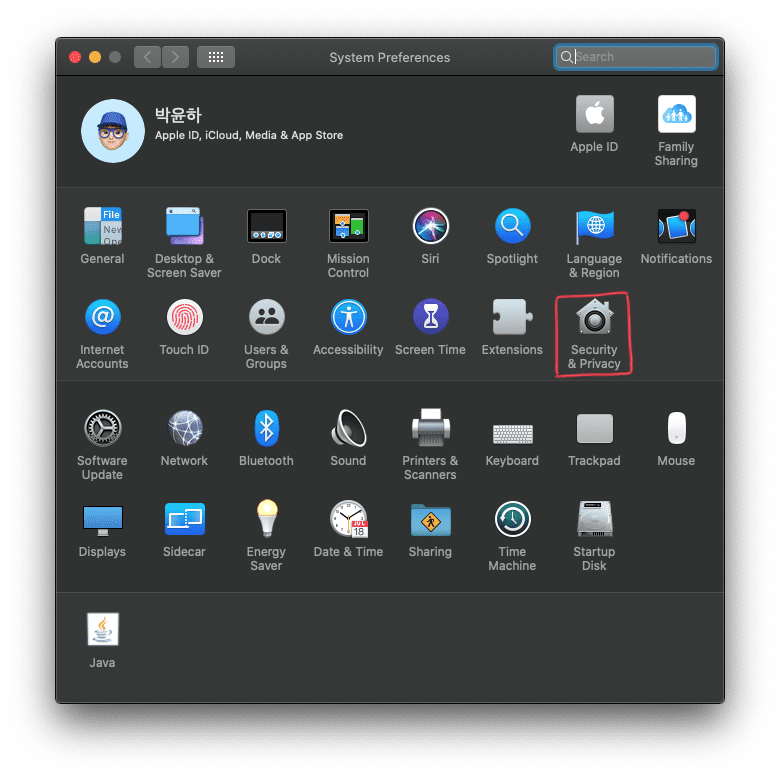 System Preferences
Search
박윤하
Apple ID, iCloud, Media & App Store
Apple ID
Family
Sharing
File
New
Ope
General
Desktop &
Screen Saver
Dock
Mission
Control
Siri
Spotlight
Language
& Region
Notifications
@
Internet
Accounts
Touch ID
Users &
Groups
Accessibility
Screen Time
Extensions
Security
& Privacy
Software
Update
Network
Bluetooth
Sound
Printers &
Scanners
Keyboard
Trackpad
Mouse
Displays
Sidecar
Energy
Saver
JUL
18
Date & Time
Sharing
Time
Machine
Startup
Disk
Java